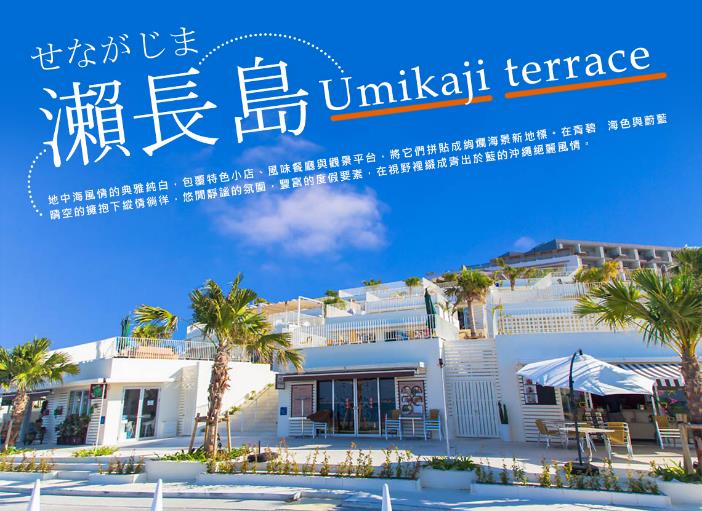 せながじま
瀨長島 Umikaji terrace
地中海風情的典雅純白，包覆特色小店、風味餐廳與觀景平台，將它們拼貼成絢爛海景新地標。在青碧　海色與蔚藍
晴空的擁抱下縱情徜徉，悠閒靜謐的氛圍，豐富的度假要素，在視野裡綴成青出於藍的沖繩絕麗風情。